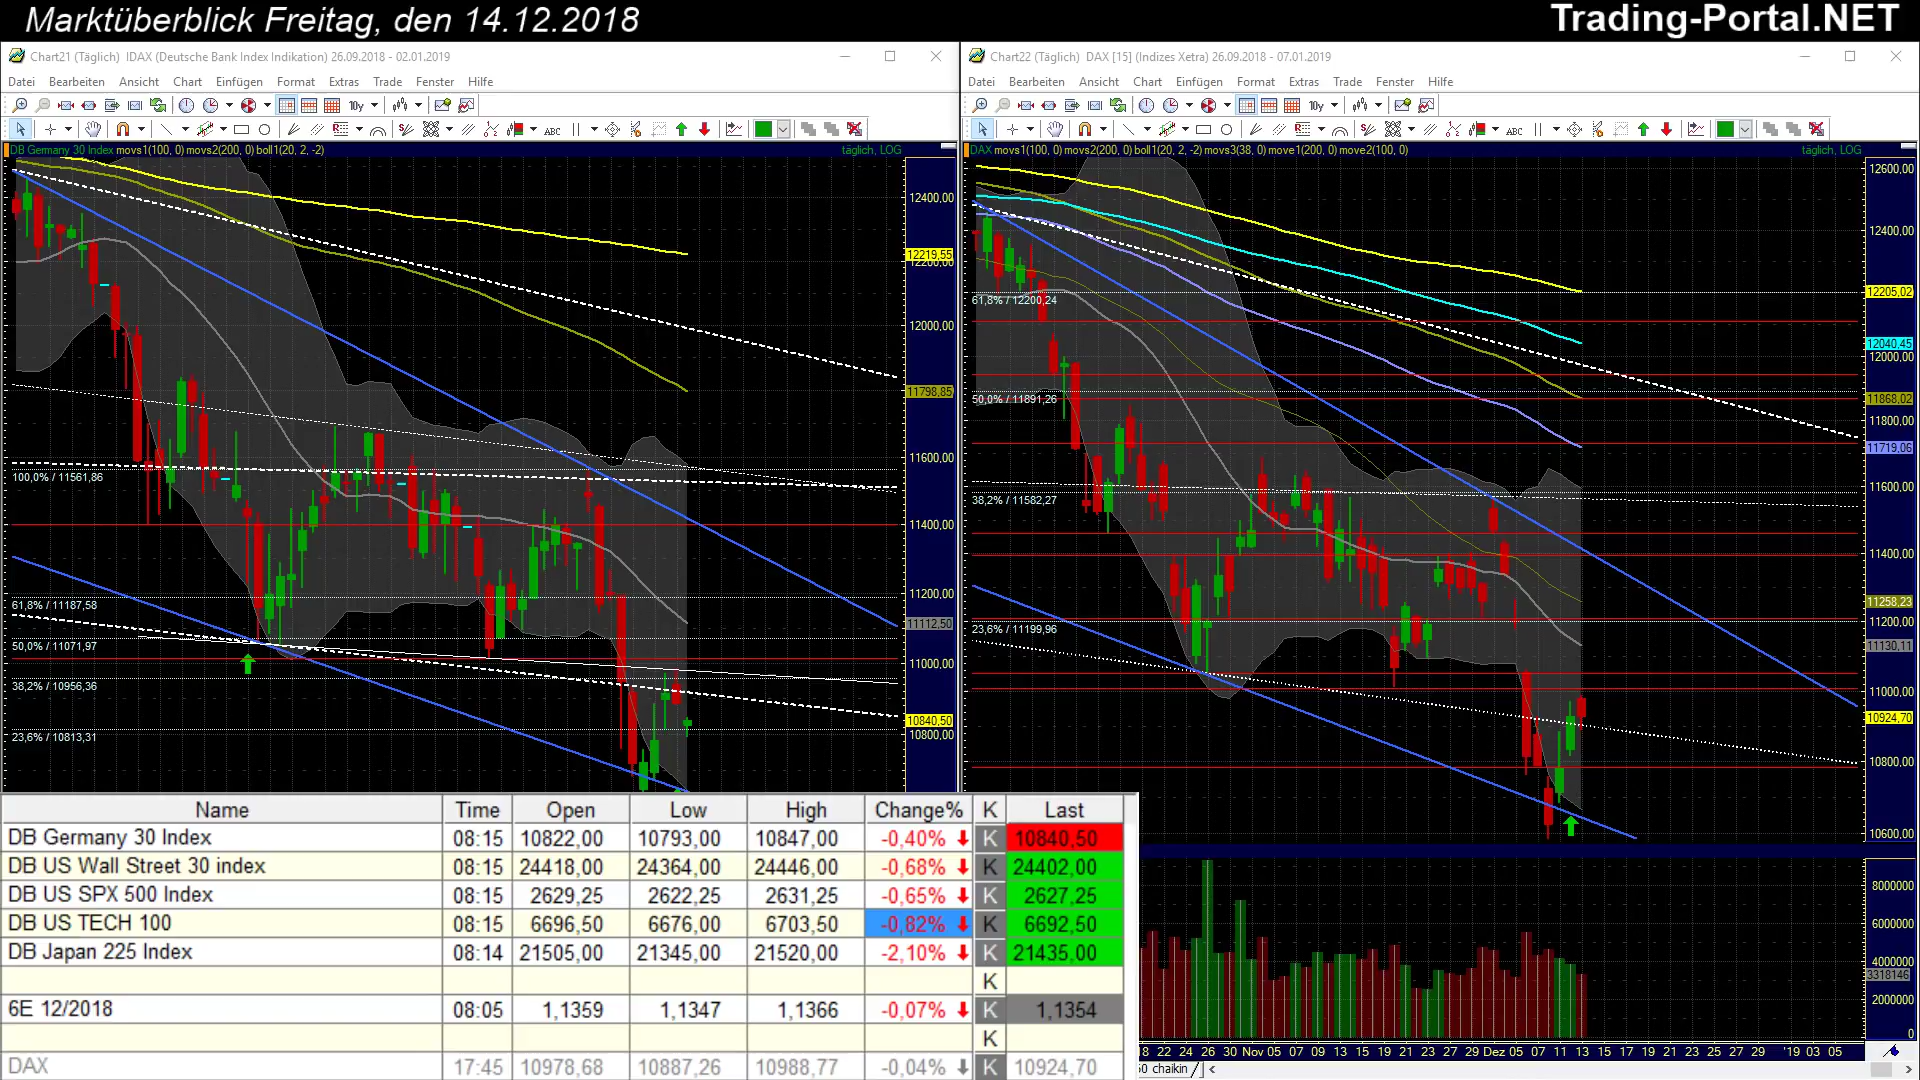 Marktüberblick Freitag, den 14.12.2018
Trading-Portal.NET
Chart21 (Täglich) IDAX (Deutsche Bank Index Indikation) 26.09.2018 - 02.01.2019
Datei Bearbeiten Ansicht Chart Einfügen Format Extras Trade Fenster Hilfe
10y
ABC
DB Germany 30 Index movs1(100, 0) movs2(200, 0) boll1(20, 2, -2)
täglich, LOG
12400,00
12219,55
12200,00
12000,00
11798,85
11600,00
11400,00
11200,00
11112,50
11000,00
10840,50
10800,00
100,0% / 11561,86
61,8% / 11187,58
50,0% / 11071,97
38,2% / 10956,36
23,6% / 10813,31
Chart22 (Täglich) DAX [15] (Indizes Xetra) 26.09.2018 - 07.01.2019
Datei Bearbeiten Ansicht Chart Einfügen Format Extras Trade Fenster Hilfe
10y
ABC
DAX movs1(100, 0) movs2(200, 0) boll1(20, 2, -2) movs3(38, 0) move1(200, 0) move2(100, 0)
täglich, LOG
12600,00
12400,00
12205,02
12040,45
12000,00
11868,02
11800,00
11719,06
11600,00
11400,00
11258,23
11200,00
11130,11
11000,00
10924,70
10800,00
10600,00
61,8% / 12200,24
50,0% / 11891,26
38,2% / 11582,27
23,6% / 11199,96
8000000
6000000
4000000
3318146
2000000
0
18 22 24 26 30 Nov 05 07 09 13 15 19 21 23 27 29 Dez 05 07 11 13 15 17 19 21 23 25 27 29 '19 03 05
50 chaikin
Name Time Open Low High Change% K Last
DB Germany 30 Index 08:15 10822,00 10793,00 10847,00 -0,40% K 10840,50
DB US Wall Street 30 index 08:15 24418,00 24364,00 24446,00 -0,68% K 24402,00
DB US SPX 500 Index 08:15 2629,25 2622,25 2631,25 -0,65% K 2627,25
DB US TECH 100 08:15 6696,50 6676,00 6703,50 -0,82% K 6692,50
DB Japan 225 Index 08:14 21505,00 21345,00 21520,00 -2,10% K 21435,00
K
6E 12/2018 08:05 1,1359 1,1347 1,1366 -0,07% K 1,1354
K
DAX 17:45 10978,68 10887,26 10988,77 -0,04% K 10924,70